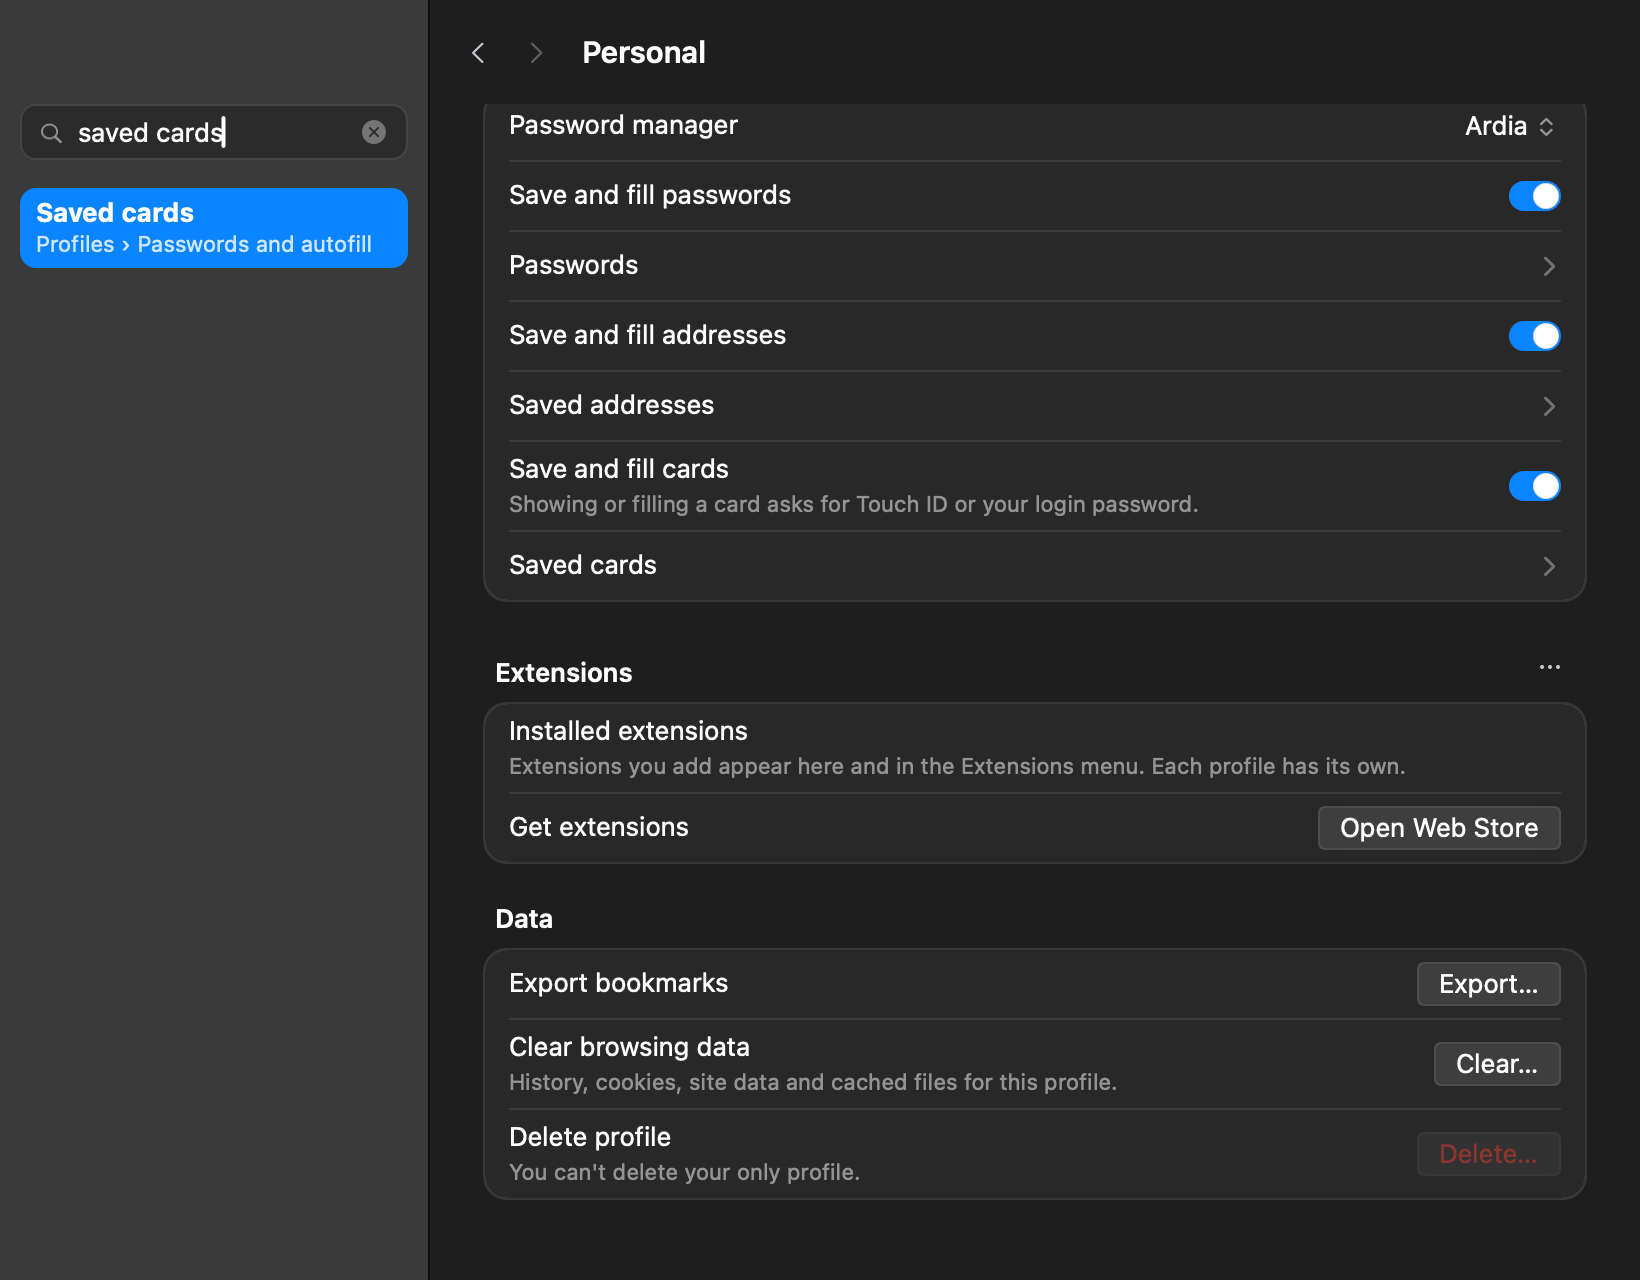 saved cards
Saved cards
Profiles › Passwords and autofill
Personal
Password manager
Ardia
Save and fill passwords
Passwords
Save and fill addresses
Saved addresses
Save and fill cards
Showing or filling a card asks for Touch ID or your login password.
Saved cards
Extensions
Installed extensions
Extensions you add appear here and in the Extensions menu. Each profile has its own.
Get extensions
Open Web Store
Data
Export bookmarks
Export...
Clear browsing data
History, cookies, site data and cached files for this profile.
Clear...
Delete profile
You can't delete your only profile.
Delete...